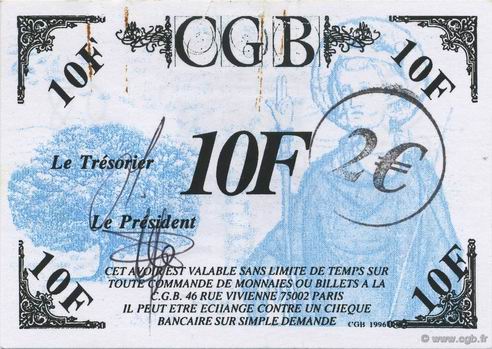 CGB
10F
10F
Le Trésorier
10F
2€
Le Président
10F
10F
CET AVOIR EST VALABLE SANS LIMITE DE TEMPS SUR
TOUTE COMMANDE DE MONNAIES OU BILLETS A LA
C.G.B. 46 RUE VIVIENNE 75002 PARIS
IL PEUT ETRE ECHANGE CONTRE UN CHEQUE
BANCAIRE SUR SIMPLE DEMANDE
CGB 1996
© www.cgb.fr